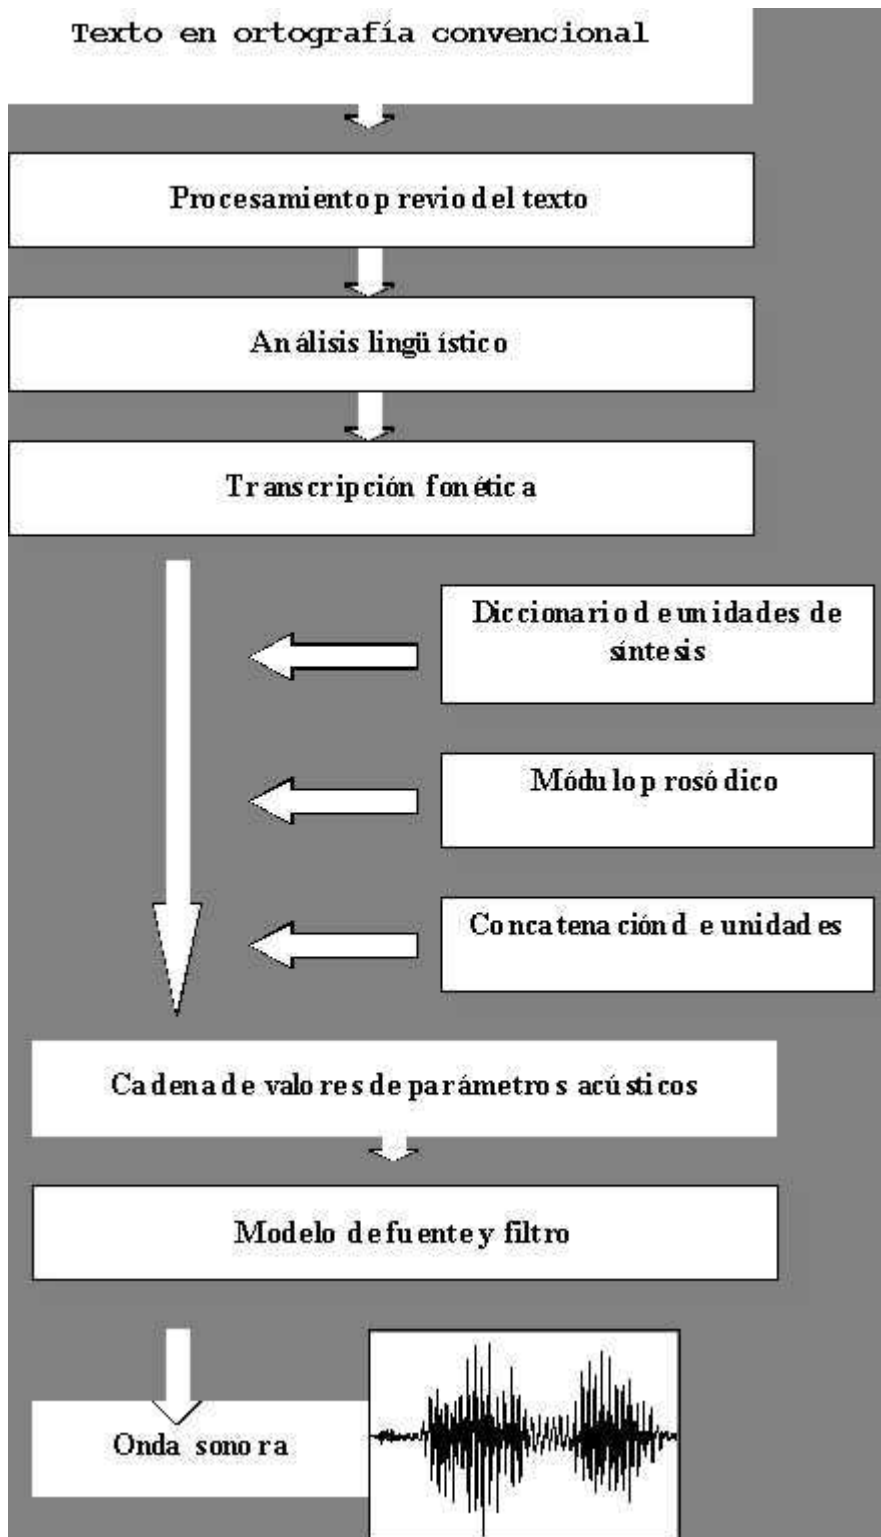 Texto en ortografía convencional
Procesamiento previo del texto
Análisis lingüístico
Transcripción fonética
Diccionario de unidades de
síntesis
Módulo prosódico
Concatenación de unidades
Cadena de valores de parámetros acústicos
Modelo de fuente y filtro
Onda sonora